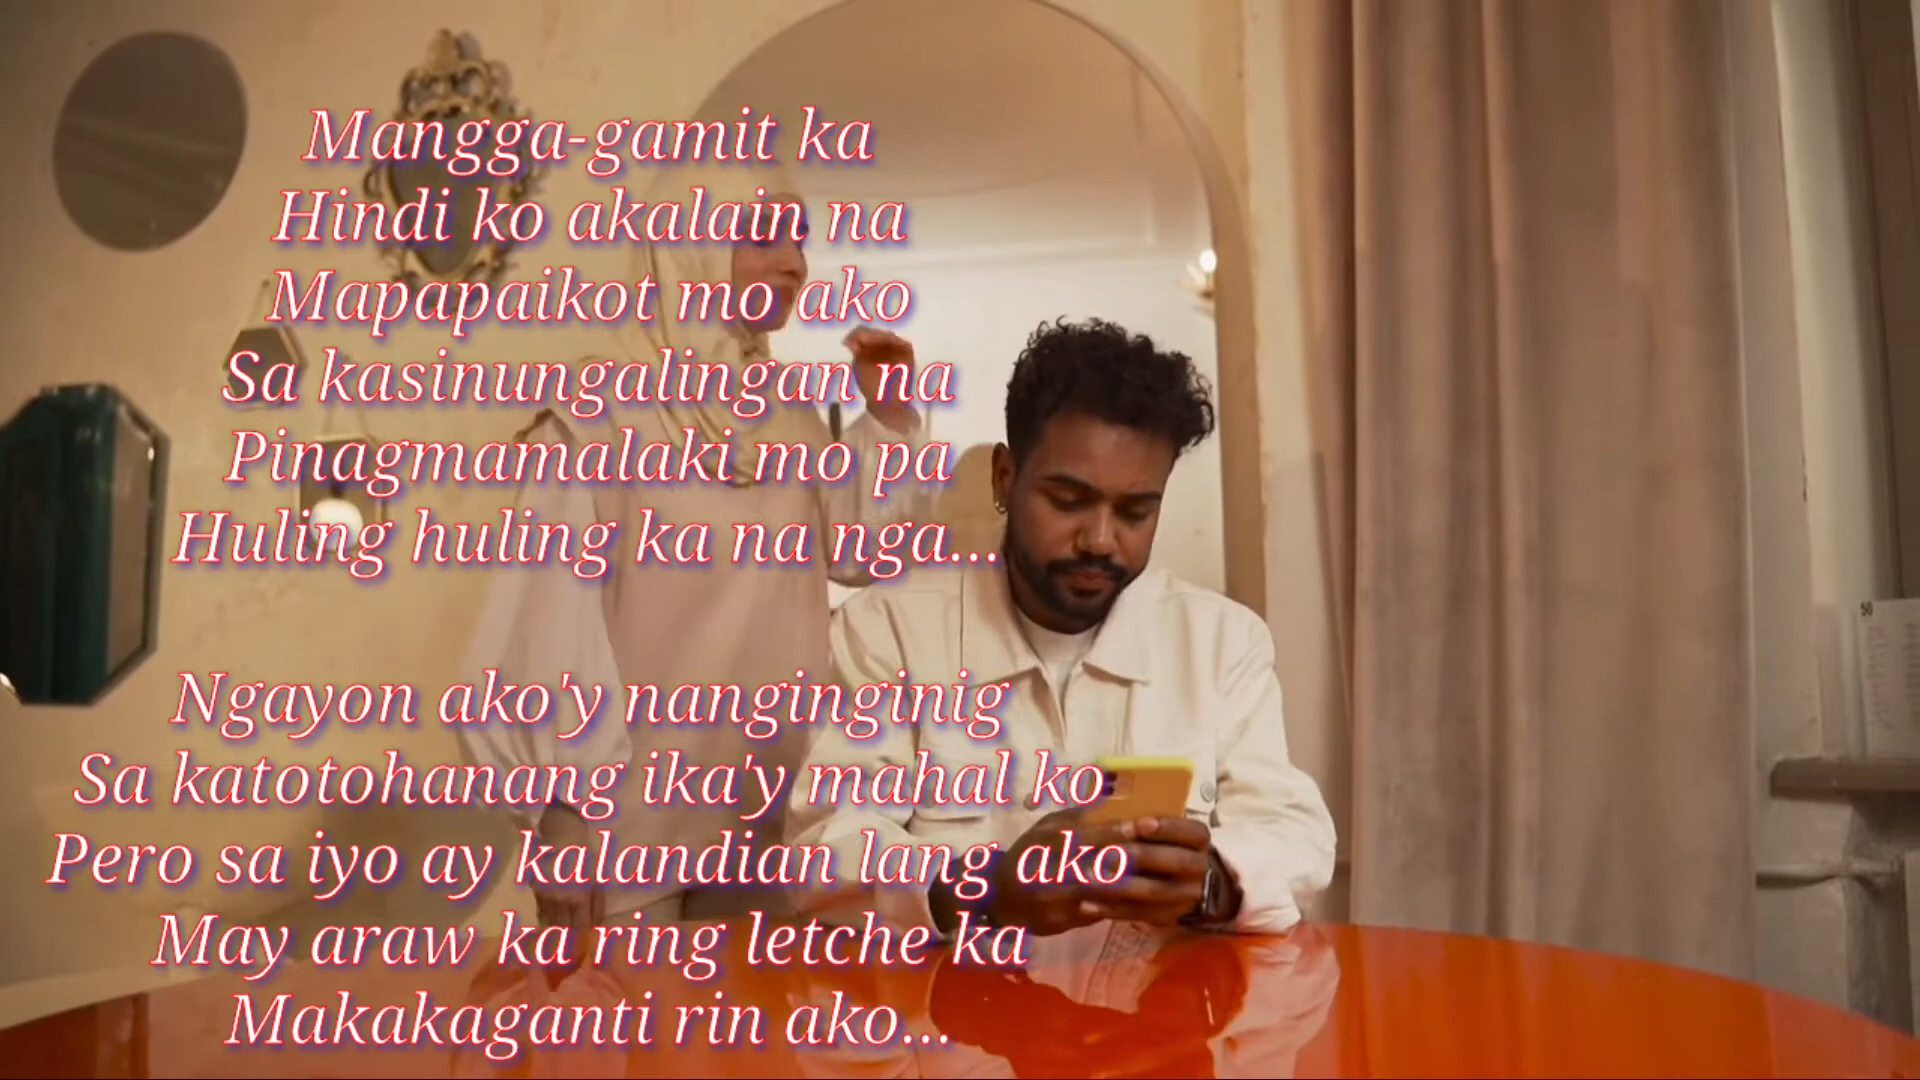 Mangga-gamit ka
Hindi ko akalain na
Mapapaikot mo ako
Sa kasinungalingan na
Pinagmamalaki mo pa
Huling huling ka na nga...
Ngayon ako'y nanginginig
Sa katotohanang ika'y mahal ko
Pero sa iyo ay kalandian lang ako
May araw ka ring letche ka
Makakaganti rin ako...
50